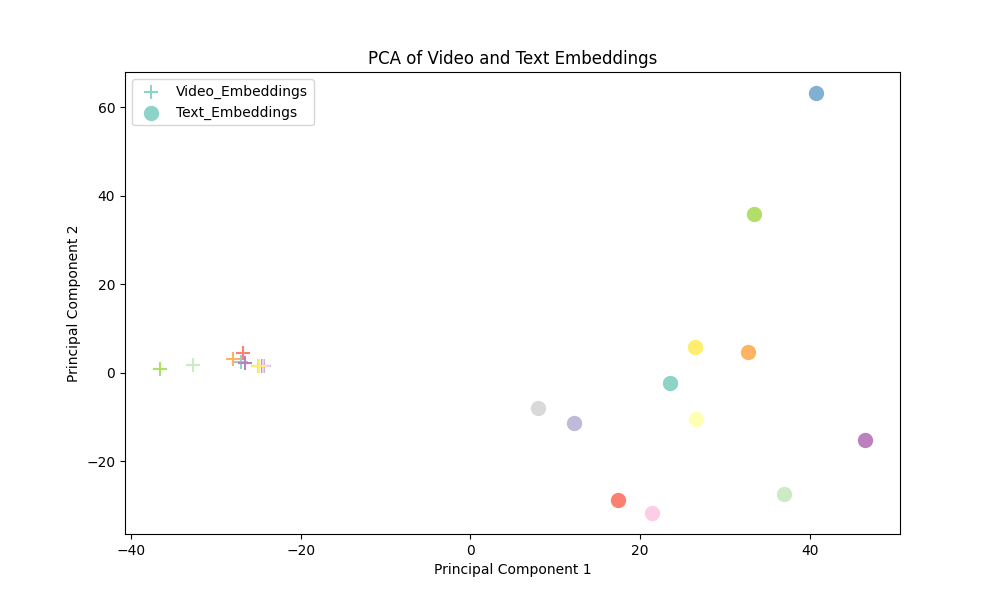 PCA of Video and Text Embeddings
Video_Embeddings
Text_Embeddings
60
40
20
0
−20
−40
−20
0
20
40
Principal Component 2
Principal Component 1